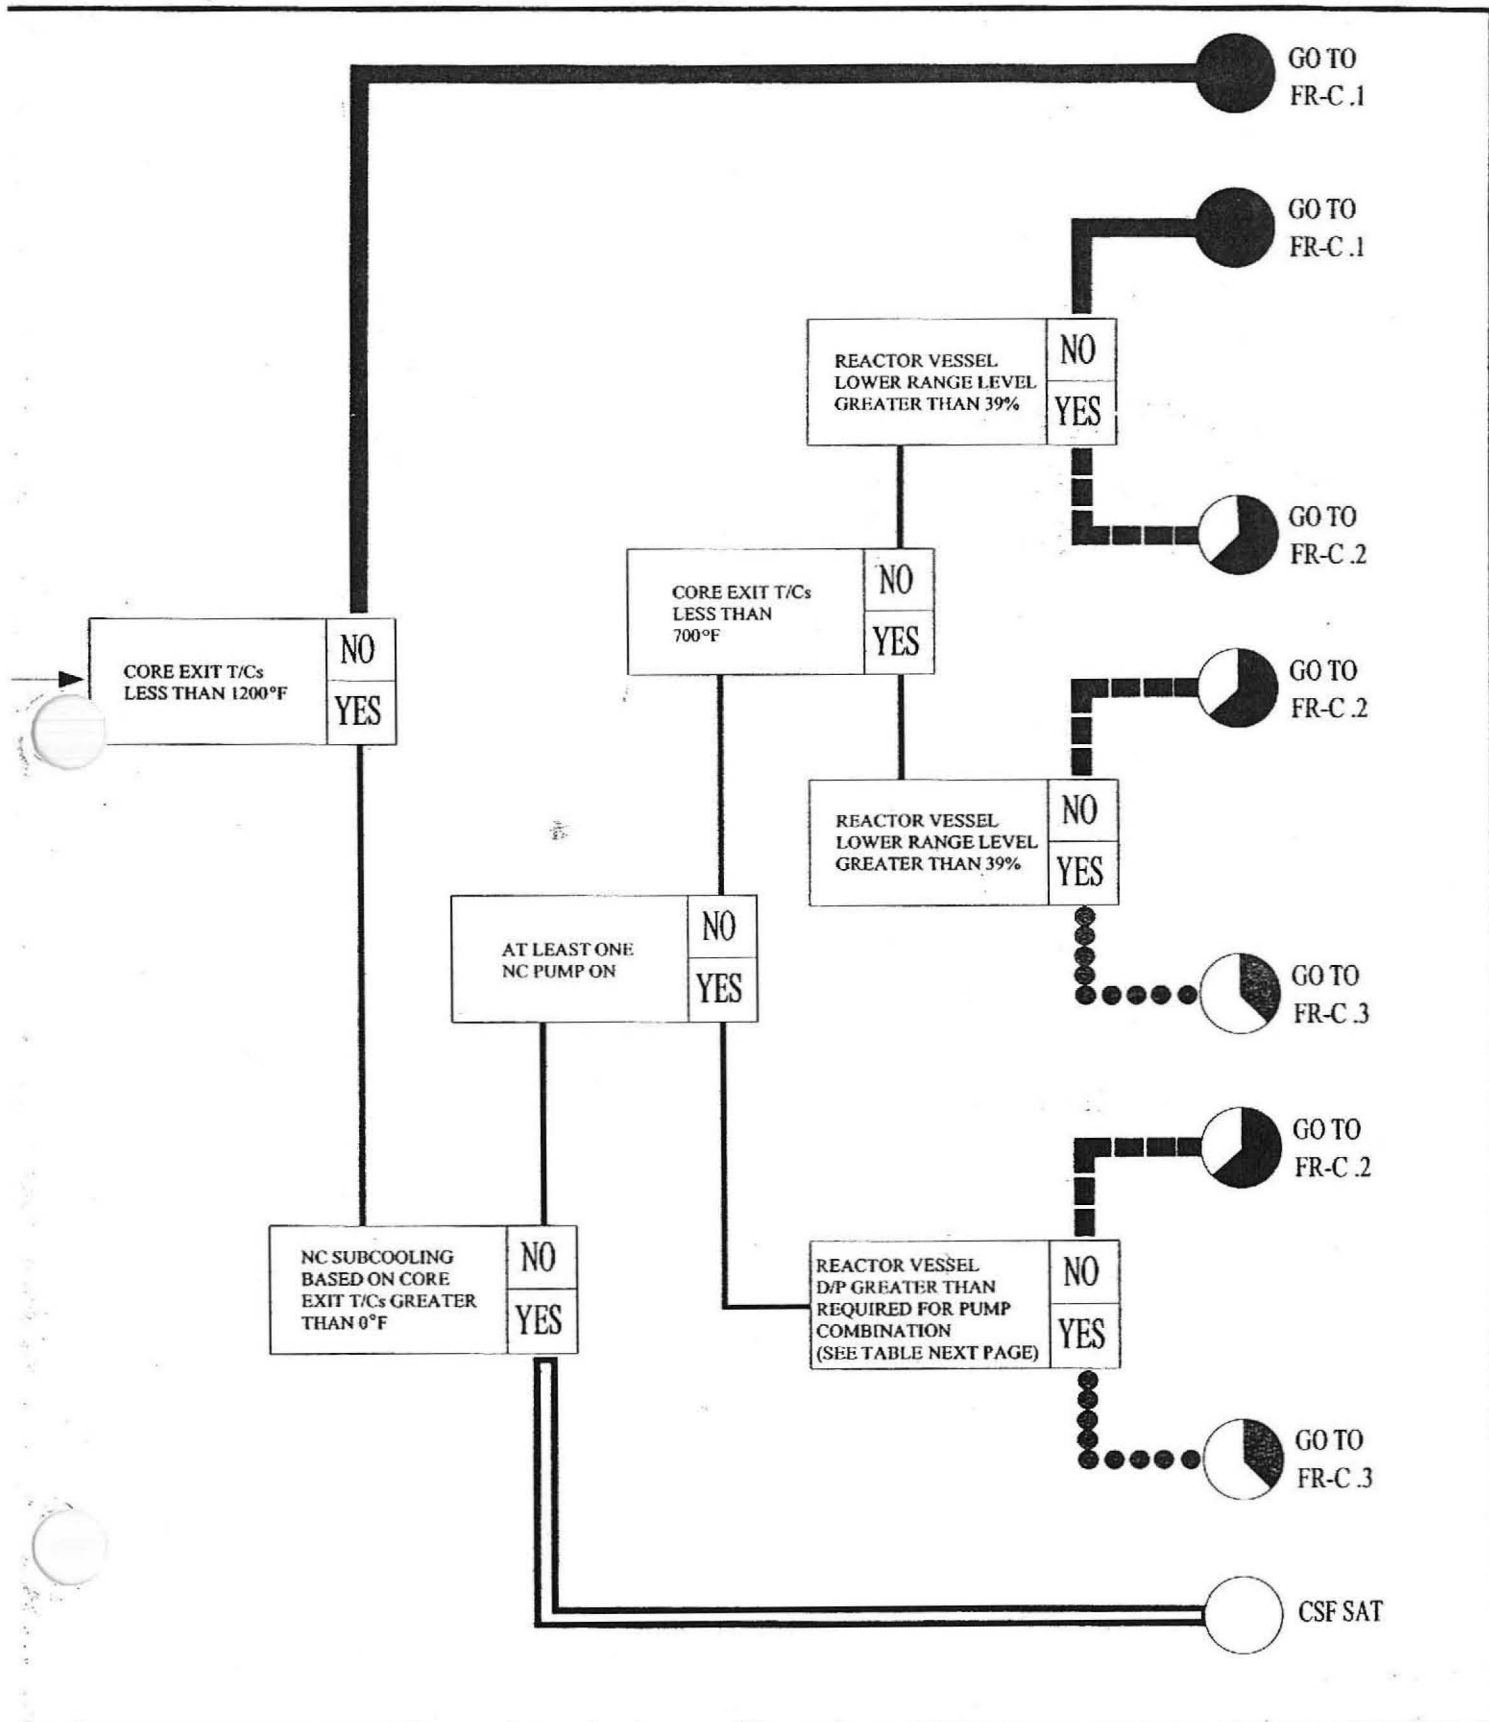 GO TO
FR-C .1
GO TO
FR-C .1
REACTOR VESSEL
LOWER RANGE LEVEL
GREATER THAN 39%
NO
YES
GO TO
FR-C .2
CORE EXIT T/Cs
LESS THAN
700°F
NO
YES
CORE EXIT T/Cs
LESS THAN 1200°F
NO
YES
GO TO
FR-C .2
REACTOR VESSEL
LOWER RANGE LEVEL
GREATER THAN 39%
NO
YES
AT LEAST ONE
NC PUMP ON
NO
YES
GO TO
FR-C .3
GO TO
FR-C .2
NC SUBCOOLING
BASED ON CORE
EXIT T/Cs GREATER
THAN 0°F
NO
YES
REACTOR VESSEL
D/P GREATER THAN
REQUIRED FOR PUMP
COMBINATION
(SEE TABLE NEXT PAGE)
NO
YES
GO TO
FR-C .3
CSF SAT